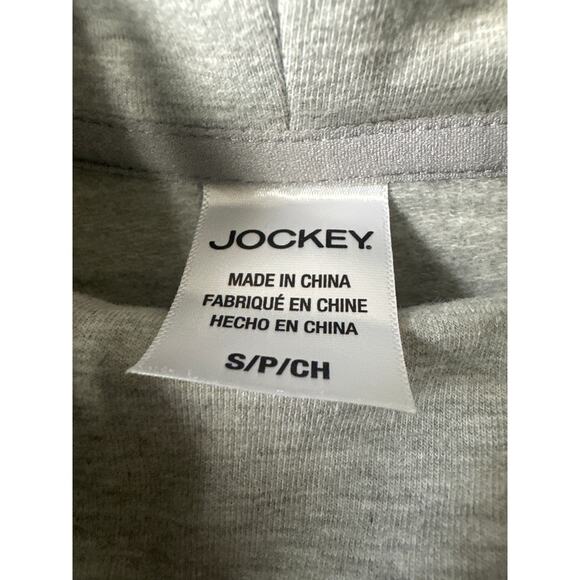 JOCKEY.
MADE IN CHINA
FABRIQUÉ EN CHINE
HECHO EN CHINA
S/P/CH